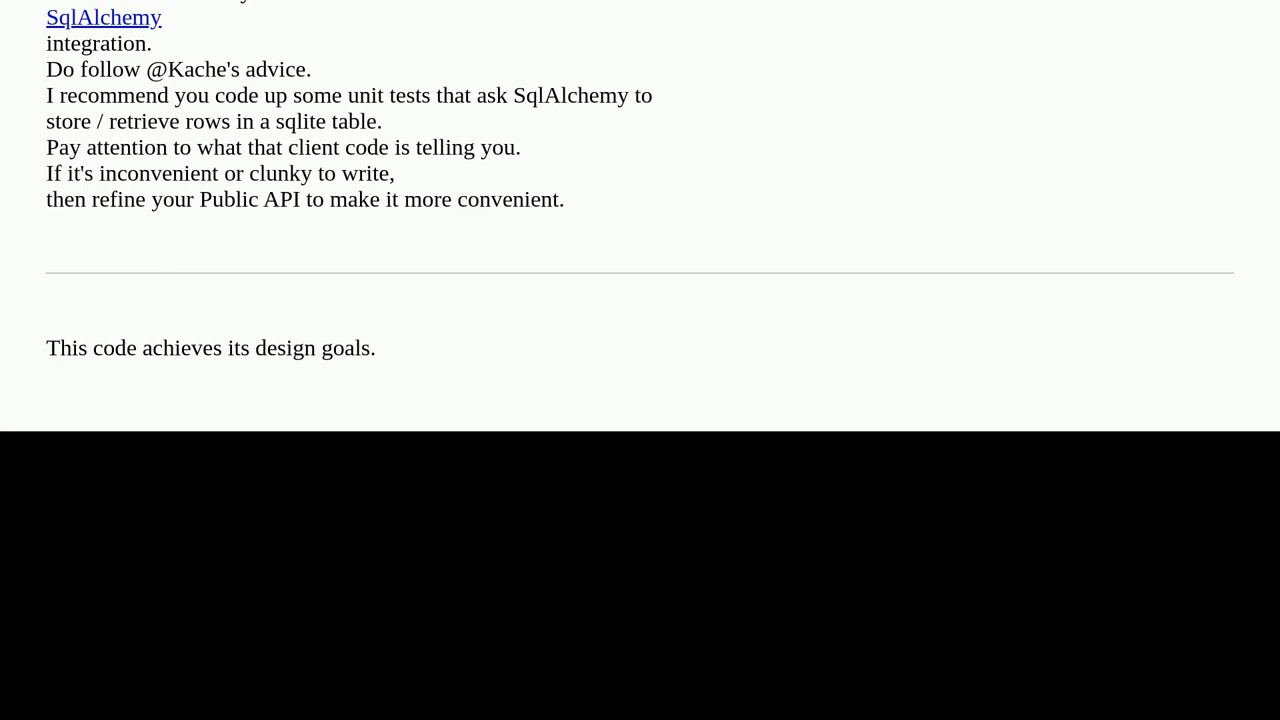 SqlAlchemy
integration.
Do follow @Kache's advice.
I recommend you code up some unit tests that ask SqlAlchemy to
store / retrieve rows in a sqlite table.
Pay attention to what that client code is telling you.
If it's inconvenient or clunky to write,
then refine your Public API to make it more convenient.
This code achieves its design goals.